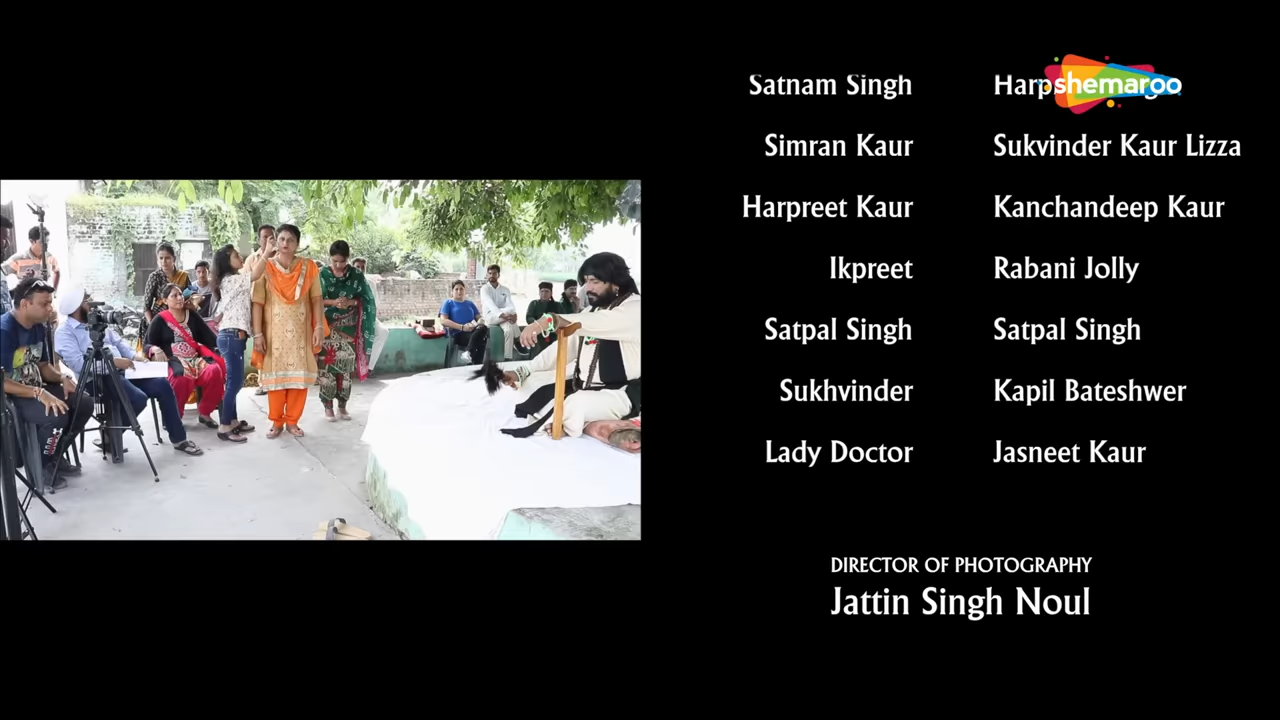 Satnam Singh
shemaroo
Simran Kaur Sukvinder Kaur Lizza
Harpreet Kaur Kanchandeep Kaur
Ikpreet Rabani Jolly
Satpal Singh Satpal Singh
Sukhvinder Kapil Bateshwer
Lady Doctor Jasneet Kaur
DIRECTOR OF PHOTOGRAPHY
Jattin Singh Noul